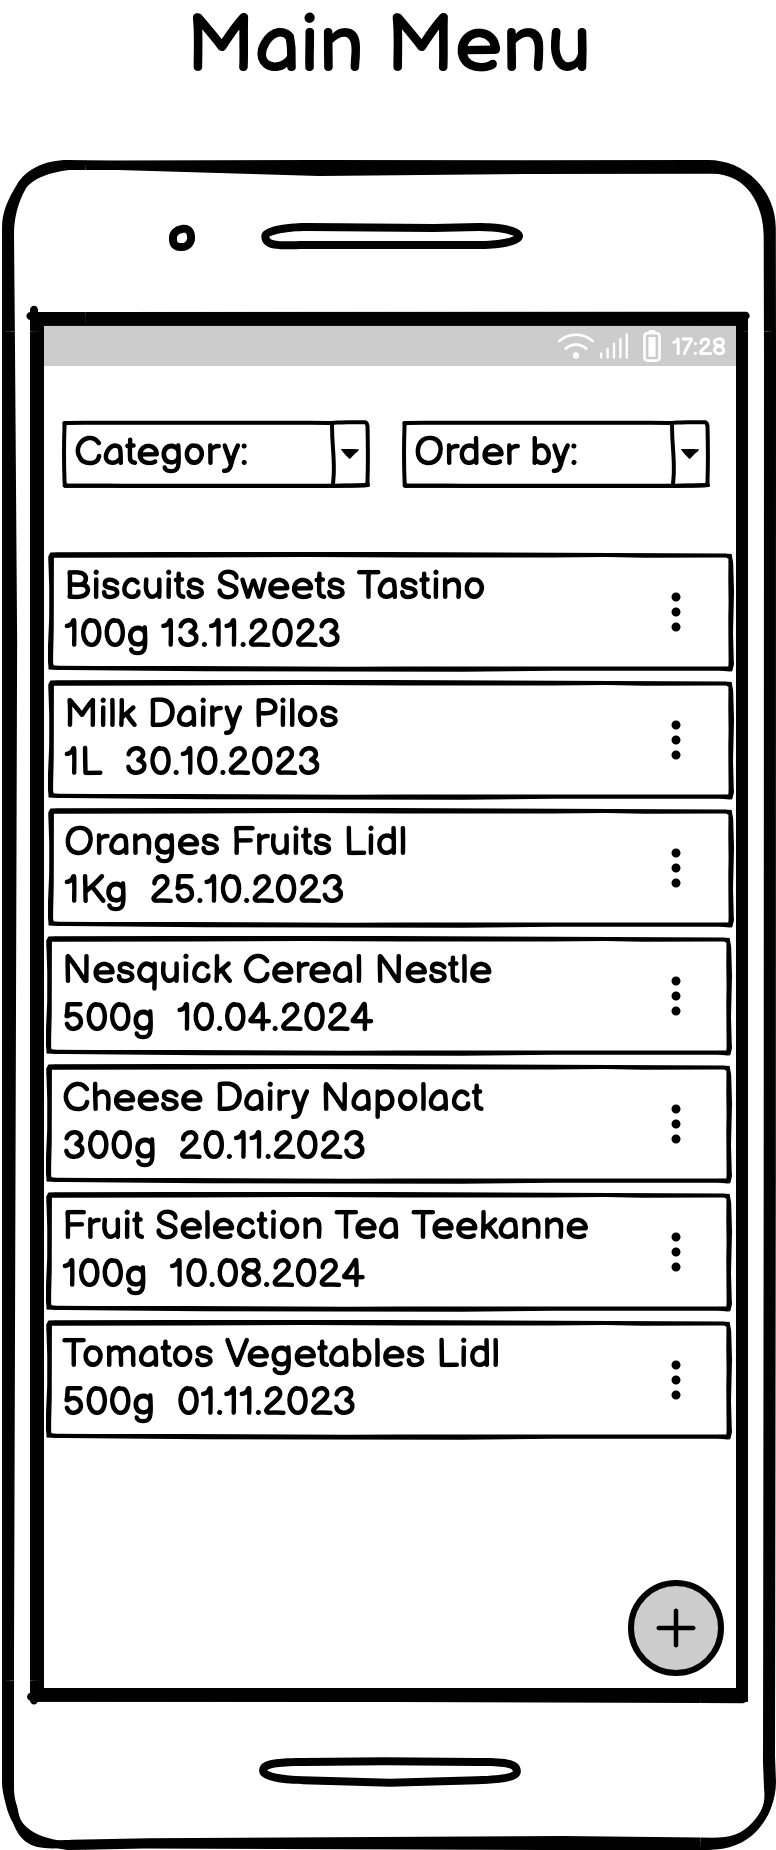 Main Menu
17:28
Category:
Order by:
Biscuits Sweets Tastino
100g 13.11.2023
Milk Dairy Pilos
1L 30.10.2023
Oranges Fruits Lidl
1Kg 25.10.2023
Nesquick Cereal Nestle
500g 10.04.2024
Cheese Dairy Napolact
300g 20.11.2023
Fruit Selection Tea Teekanne
100g 10.08.2024
Tomatos Vegetables Lidl
500g 01.11.2023